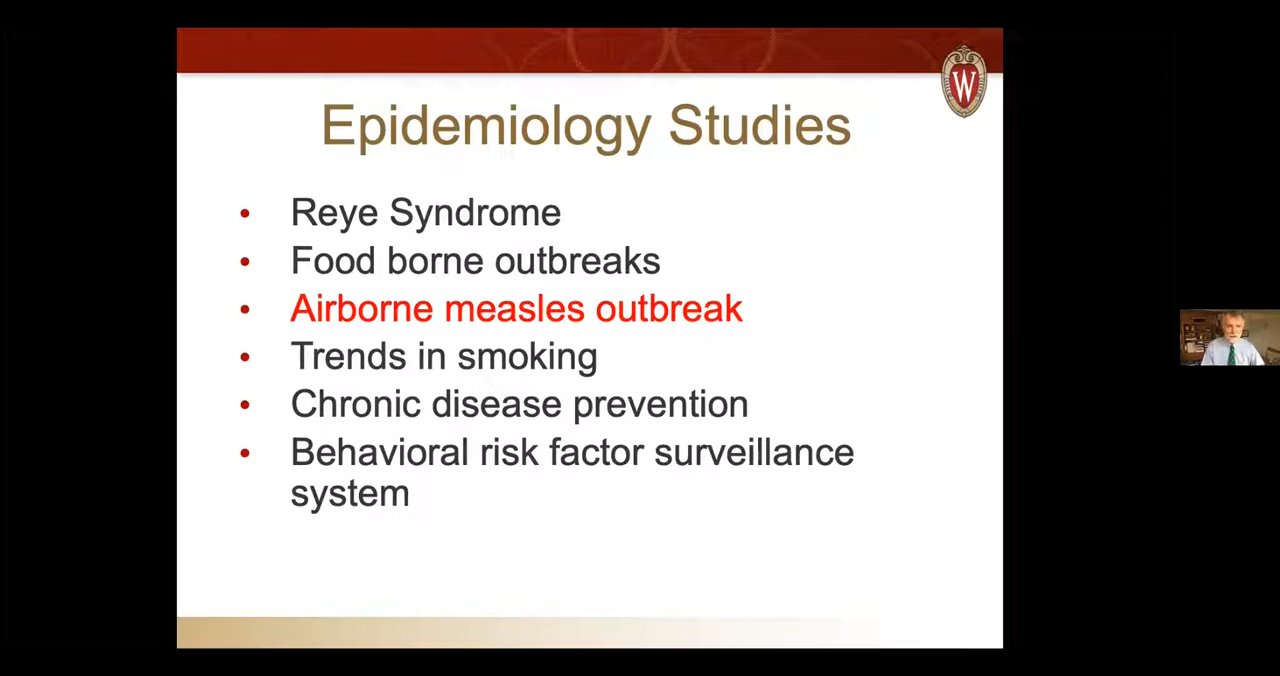 W
Epidemiology Studies
• Reye Syndrome
• Food borne outbreaks
• Airborne measles outbreak
• Trends in smoking
• Chronic disease prevention
• Behavioral risk factor surveillance
system